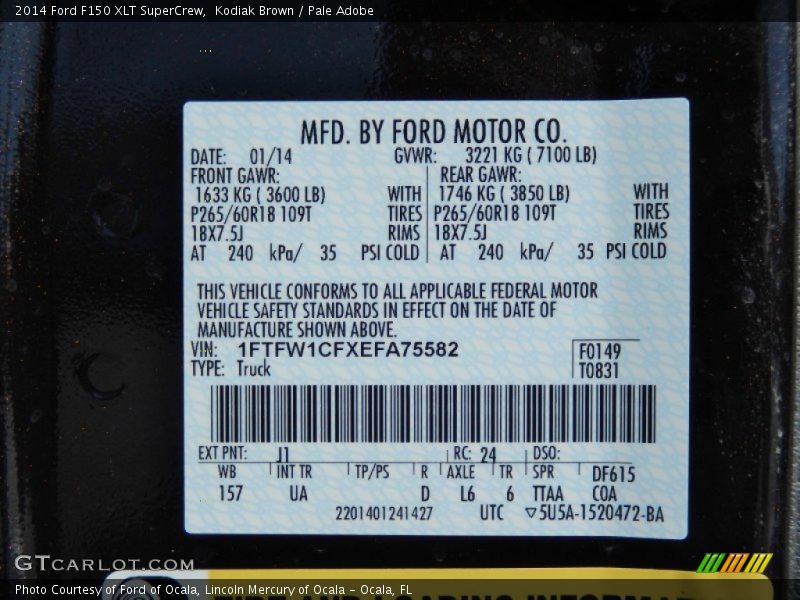 2014 Ford F150 XLT SuperCrew,  Kodiak Brown / Pale Adobe
MFD. BY FORD MOTOR CO.
DATE: 01/14 GVWR: 3221 KG ( 7100 LB)
FRONT GAWR: REAR GAWR:
1633 KG ( 3600 LB) WITH 1746 KG ( 3850 LB) WITH
P265/60R18 109T TIRES P265/60R18 109T TIRES
18X7.5J RIMS 18X7.5J RIMS
AT 240 kPa/ 35 PSI COLD AT 240 kPa/ 35 PSI COLD
THIS VEHICLE CONFORMS TO ALL APPLICABLE FEDERAL MOTOR
VEHICLE SAFETY STANDARDS IN EFFECT ON THE DATE OF
MANUFACTURE SHOWN ABOVE.
VIN: 1FTFW1CFXEFA75582 F0149
TYPE: Truck T0831
EXT PNT: J1 RC: 24 DSO:
WB INT TR TP/PS R AXLE TR SPR DF615
157 UA D L6 6 TTAA COA
2201401241427 UTC ▽5U5A-1520472-BA
GTCARLOT.COM
Photo Courtesy of Ford of Ocala, Lincoln Mercury of Ocala – Ocala, FL